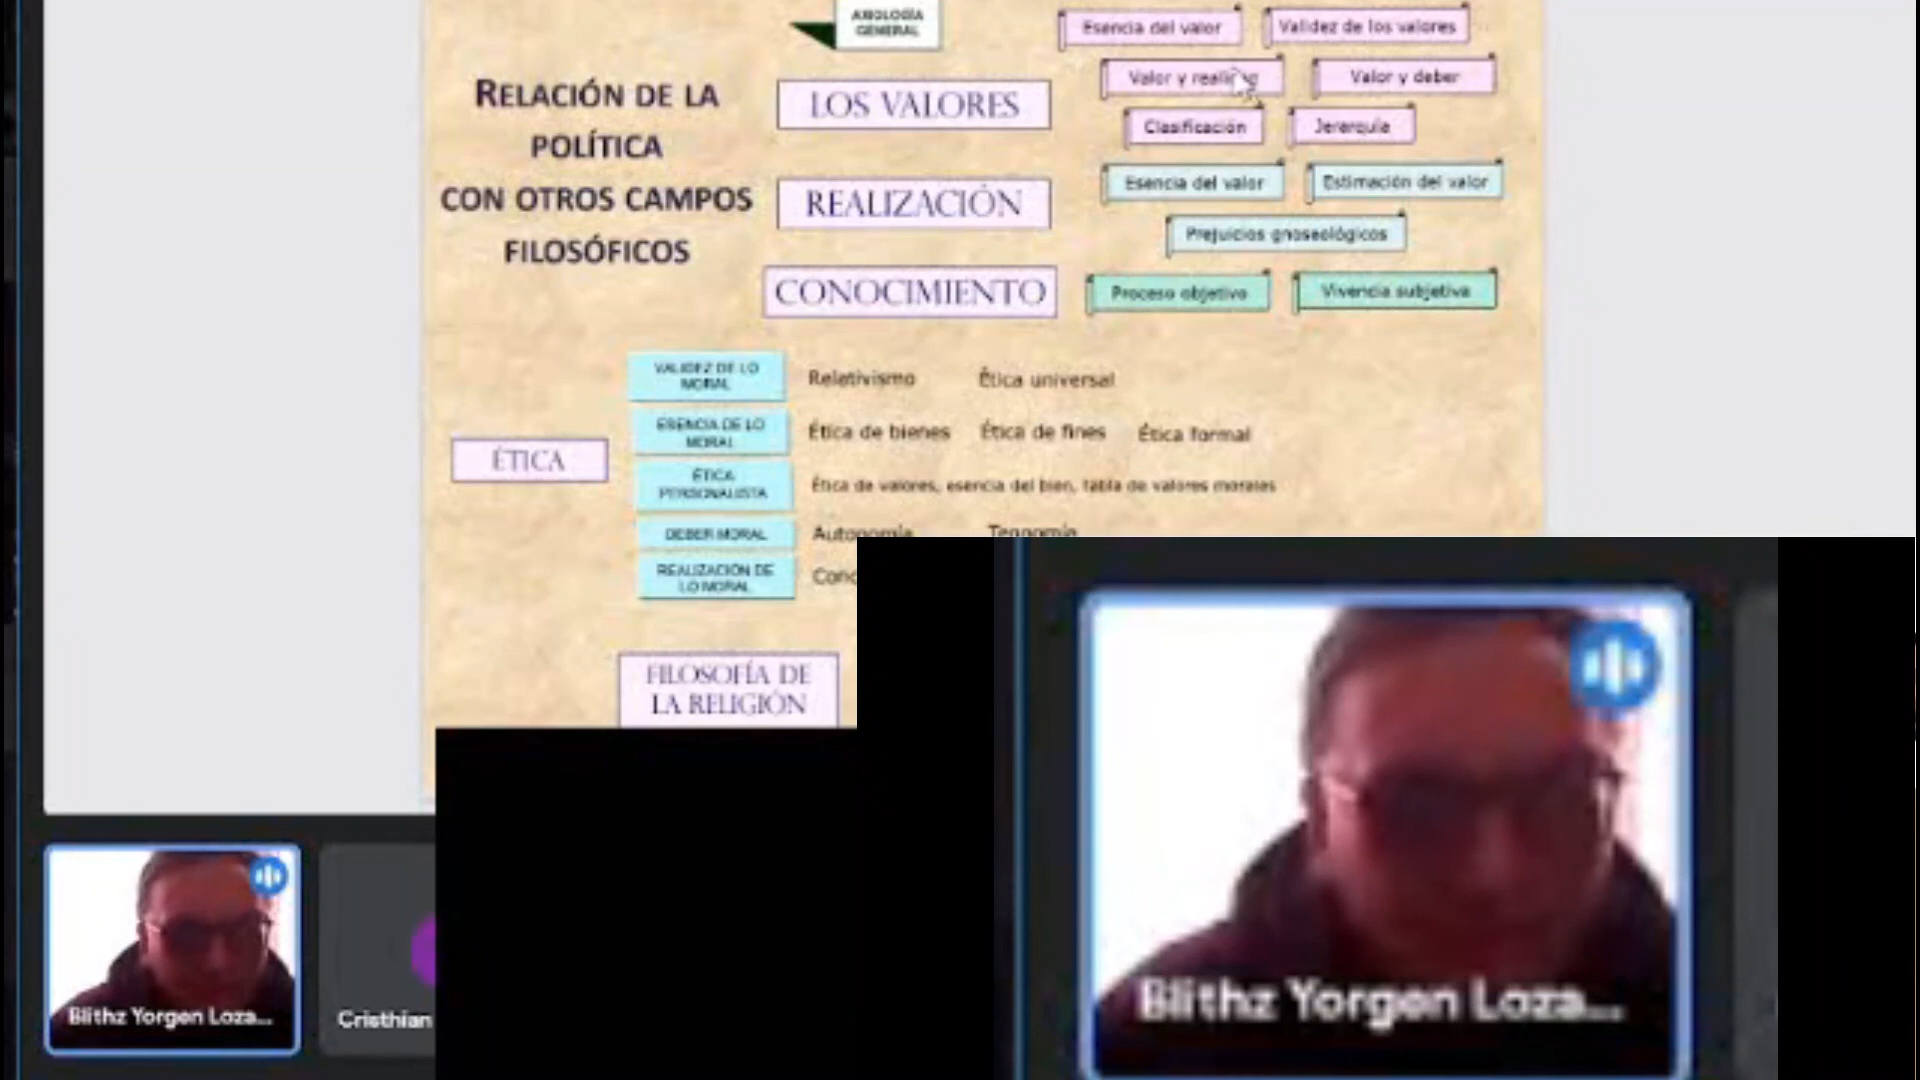 AXIOLOGÍA
GENERAL
Esencia del valor
Validez de los valores
RELACIÓN DE LA
POLÍTICA
CON OTROS CAMPOS
FILOSÓFICOS
LOS VALORES
Valor y
Valor y deber
Clasificación
Jerarquía
REALIZACIÓN
Esencia del valor
Estimación del valor
Prejuicios gnoseológicos
CONOCIMIENTO
Proceso objetivo
Vivencia subjetiva
ÉTICA
VALIDEZ DE LO
MORAL
Relativismo
Ética universal
ESENCIA DE LO
MORAL
Ética de bienes
Ética de fines
Ética formal
ÉTICA
PERSONALISTA
Ética de valores, esencia del bien, tabla de valores morales
DEBER MORAL
Autonomía
REALIZACIÓN DE
LO MORAL
Conc
FILOSOFÍA DE
LA RELIGIÓN
Blithz Yorgen Loza...
Cristhian
Blithz Yorgen Loza...